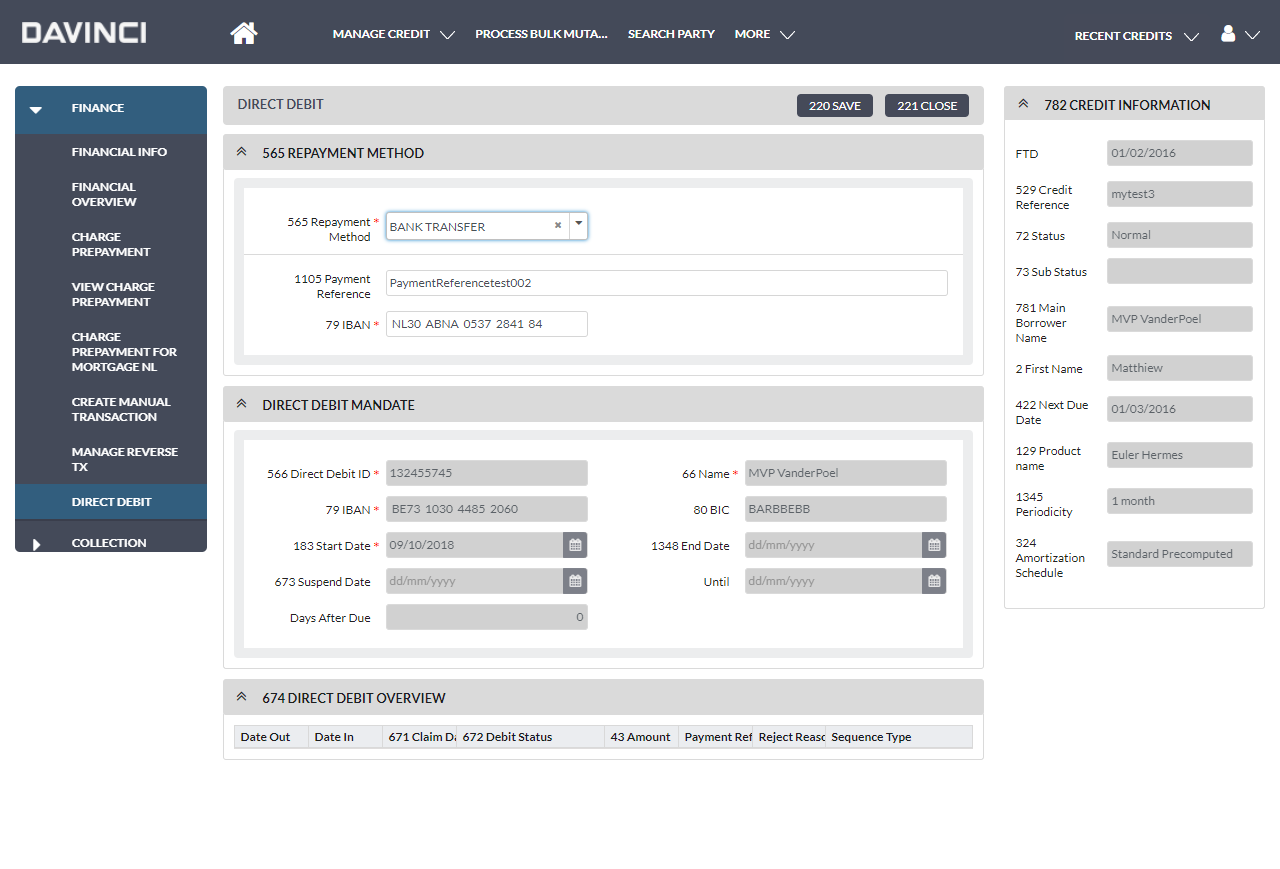 DAVINCI
MANAGE CREDIT
PROCESS BULK MUTA...
SEARCH PARTY
MORE
RECENT CREDITS
FINANCE
FINANCIAL INFO
FINANCIAL
OVERVIEW
CHARGE
PREPAYMENT
VIEW CHARGE
PREPAYMENT
CHARGE
PREPAYMENT FOR
MORTGAGE NL
CREATE MANUAL
TRANSACTION
MANAGE REVERSE
TX
DIRECT DEBIT
COLLECTION
DIRECT DEBIT
220 SAVE
221 CLOSE
565 REPAYMENT METHOD
565 Repayment *
Method
BANK TRANSFER
1105 Payment
Reference
PaymentReferencetest002
79 IBAN *
NL30 ABNA 0537 2841 84
DIRECT DEBIT MANDATE
566 Direct Debit ID *
132455745
66 Name *
MVP VanderPoel
79 IBAN *
BE73 1030 4485 2060
80 BIC
BARBBEBB
183 Start Date *
09/10/2018
1348 End Date
dd/mm/yyyy
673 Suspend Date
dd/mm/yyyy
Until
dd/mm/yyyy
Days After Due
0
674 DIRECT DEBIT OVERVIEW
Date Out
Date In
671 Claim Da
672 Debit Status
43 Amount
Payment Ref
Reject Reaso
Sequence Type
782 CREDIT INFORMATION
FTD
01/02/2016
529 Credit
Reference
mytest3
72 Status
Normal
73 Sub Status
781 Main
Borrower
Name
MVP VanderPoel
2 First Name
Matthiew
422 Next Due
Date
01/03/2016
129 Product
name
Euler Hermes
1345
Periodicity
1 month
324
Amortization
Schedule
Standard Precomputed